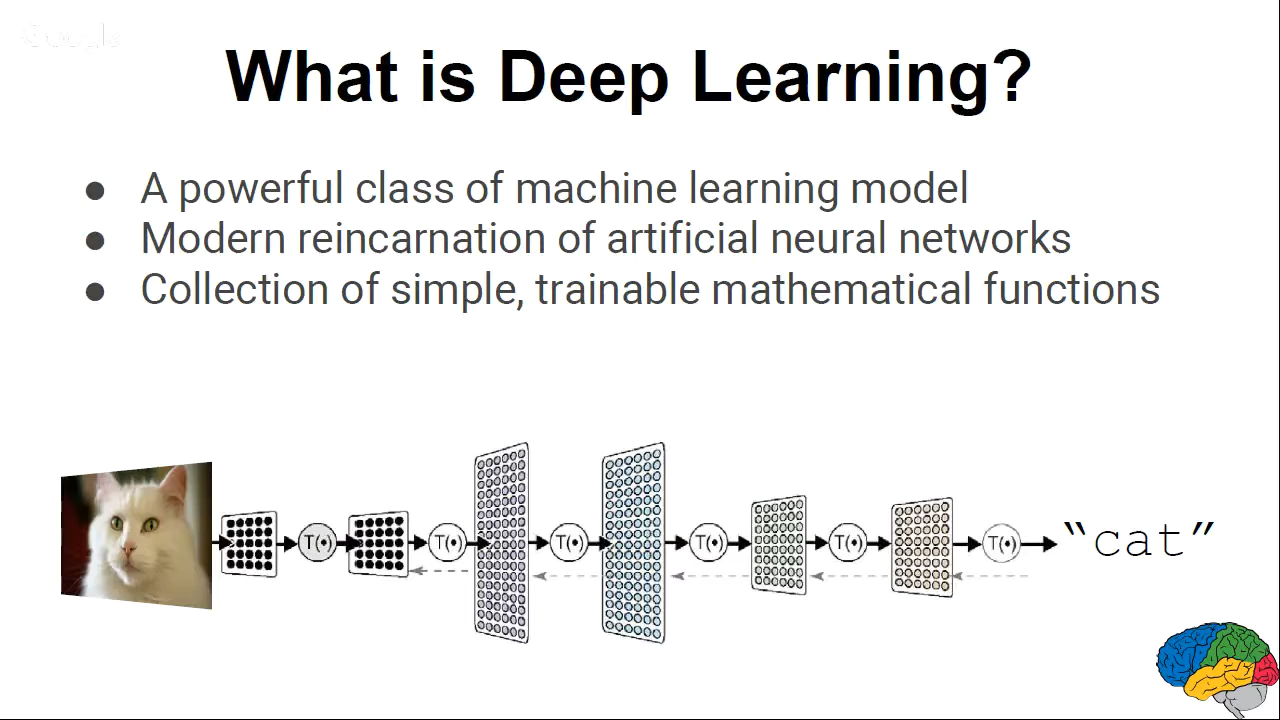 What is Deep Learning?
● A powerful class of machine learning model
● Modern reincarnation of artificial neural networks
● Collection of simple, trainable mathematical functions
T(•) T(•) T(•) T(•) T(•) T(•) “cat”